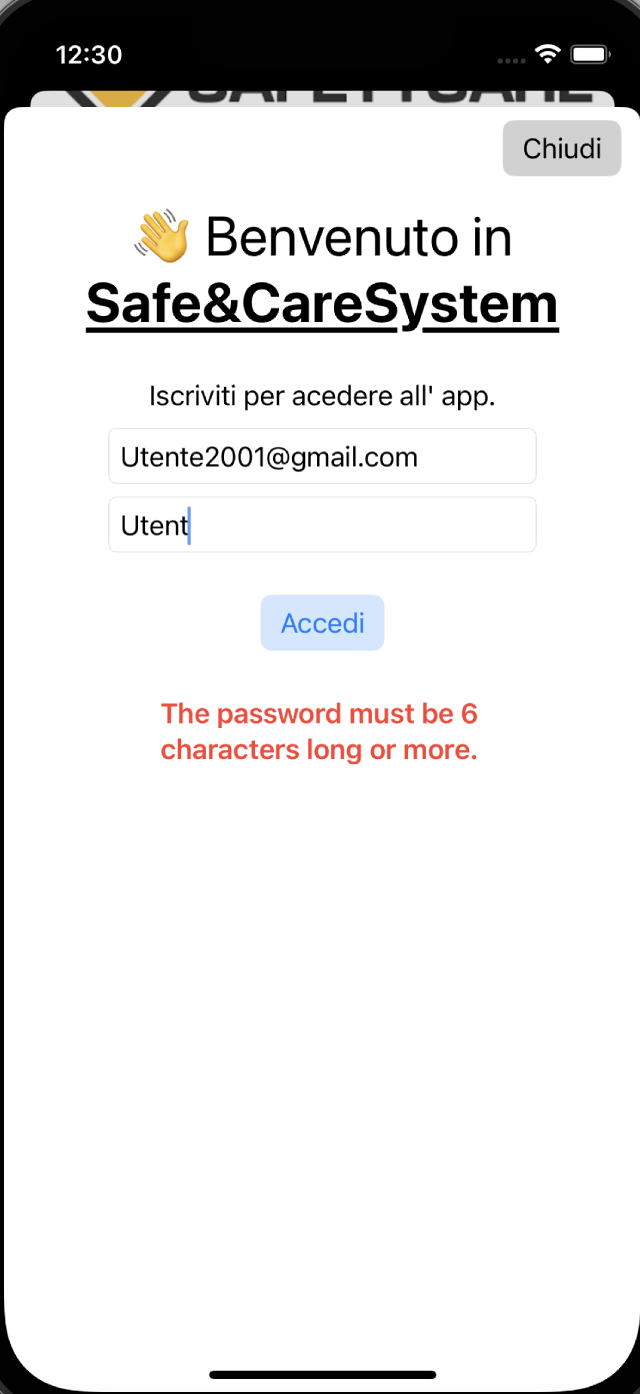 12:30
Chiudi
👋 Benvenuto in
Safe&CareSystem
Iscriviti per acedere all' app.
Utente2001@gmail.com
Utent
Accedi
The password must be 6
characters long or more.